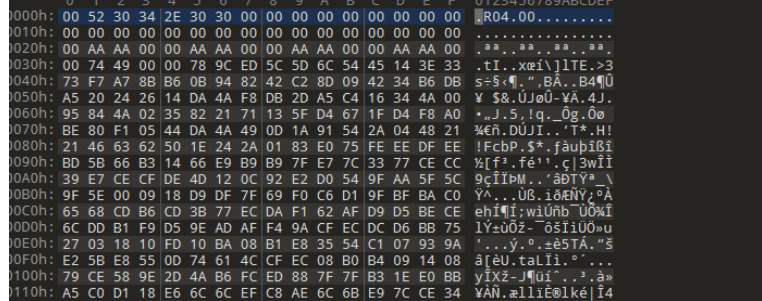 0 1 2 3 4 5 6 7 8 9 A B C D E F 0123456789ABCDEF
0000h: 00 52 30 34 2E 30 30 00 00 00 00 00 00 00 00 00 .R04.00.........
0010h: 00 00 00 00 00 00 00 00 00 00 00 00 00 00 00 00 ................
0020h: 00 AA AA 00 00 AA AA 00 00 AA AA 00 00 AA AA 00 .ªª..ªª..ªª..ªª.
0030h: 00 74 49 00 00 78 9C ED 5C 5D 6C 54 45 14 3E 33 .tI..xœí\]lTE.>3
0040h: 73 F7 A7 8B B6 0B 94 82 42 C2 8D 09 42 34 B6 DB s÷§‹¶.”‚BÂ..B4¶Û
0050h: A5 20 24 26 14 DA 4A F8 DB 2D A5 C4 16 34 4A 00 ¥ $&.ÚJøÛ-¥Ä.4J.
0060h: 95 84 4A 02 35 82 21 71 13 5F D4 67 1F D4 F8 A0 •„J.5‚!q._Ôg.Ôø
0070h: BE 80 F1 05 44 DA 4A 49 0D 1A 91 54 2A 04 48 21 ¾€ñ.DÚJI..‘T*.H!
0080h: 21 46 63 62 50 1E 24 2A 01 83 E0 75 FE EE DF EE !FcbP.$*.ƒàuþîßî
0090h: BD 5B 66 B3 14 66 E9 B9 B9 7F E7 7C 33 77 CE CC ½[f³.fé¹¹.ç|3wÎÌ
00A0h: 39 E7 CE CF DE 4D 12 0C 92 E2 D0 54 9F AA 5F 5C 9çÎÏÞM..’âÐTŸª_\
00B0h: 9F 5E 00 09 18 D9 DF 7F 69 F0 C6 D1 9F BF BA C0 Ÿ^...Ùß.iðÆÑŸ¿ºÀ
00C0h: 65 68 CD B6 CD 3B 77 EC DA F1 62 AF D9 D5 BE CE ehÍ¶Í;wìÚñb¯ÙÕ¾Î
00D0h: 6C DD B1 F9 D5 9E AD AF F4 9A CF EC DC D6 BB 75 lÝ±ùÕž-¯ôšÏìÜÖ»u
00E0h: 27 03 18 10 FD 10 BA 08 B1 E8 35 54 C1 07 93 9A '...ý.º.±è5TÁ.“š
00F0h: E2 5B E8 55 0D 74 61 4C CF EC 08 B0 B4 09 14 08 â[èU.taLÏì.°´...
0100h: 79 CE 58 9E 2D 4A B6 FC ED 88 7F 7F B3 1E E0 BB yÎXž-J¶üíˆ..³.à»
0110h: A5 C0 D1 18 E6 6C 6C EF C8 AE 6C 6B E9 7C CE 34 ¥ÀÑ.ællïÈ®lké|Î4